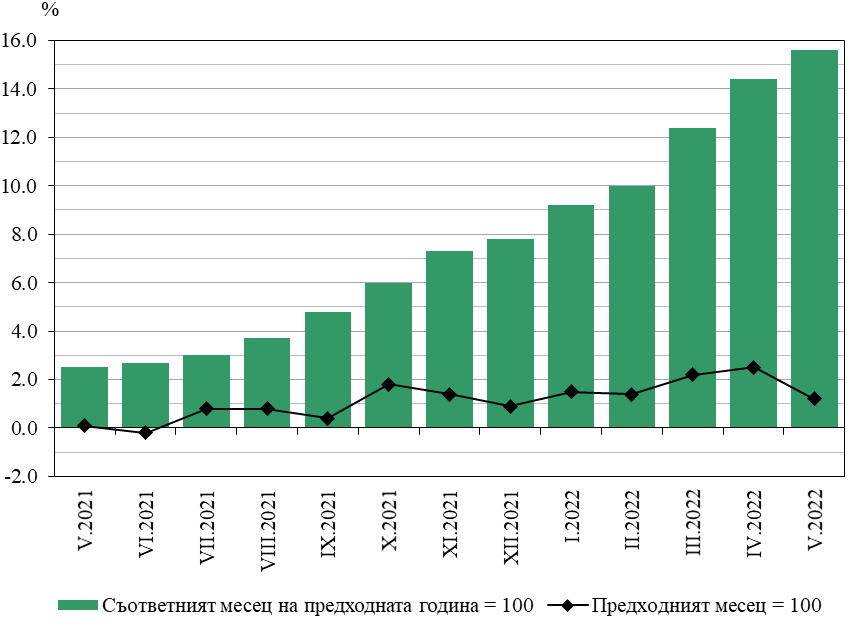 %
16.0
14.0
12.0
10.0
8.0
6.0
4.0
2.0
0.0
-2.0
V.2021
VI.2021
VII.2021
VIII.2021
IX.2021
X.2021
XI.2021
XII.2021
I.2022
II.2022
III.2022
IV.2022
V.2022
Съответният месец на предходната година = 100
Предходният месец = 100